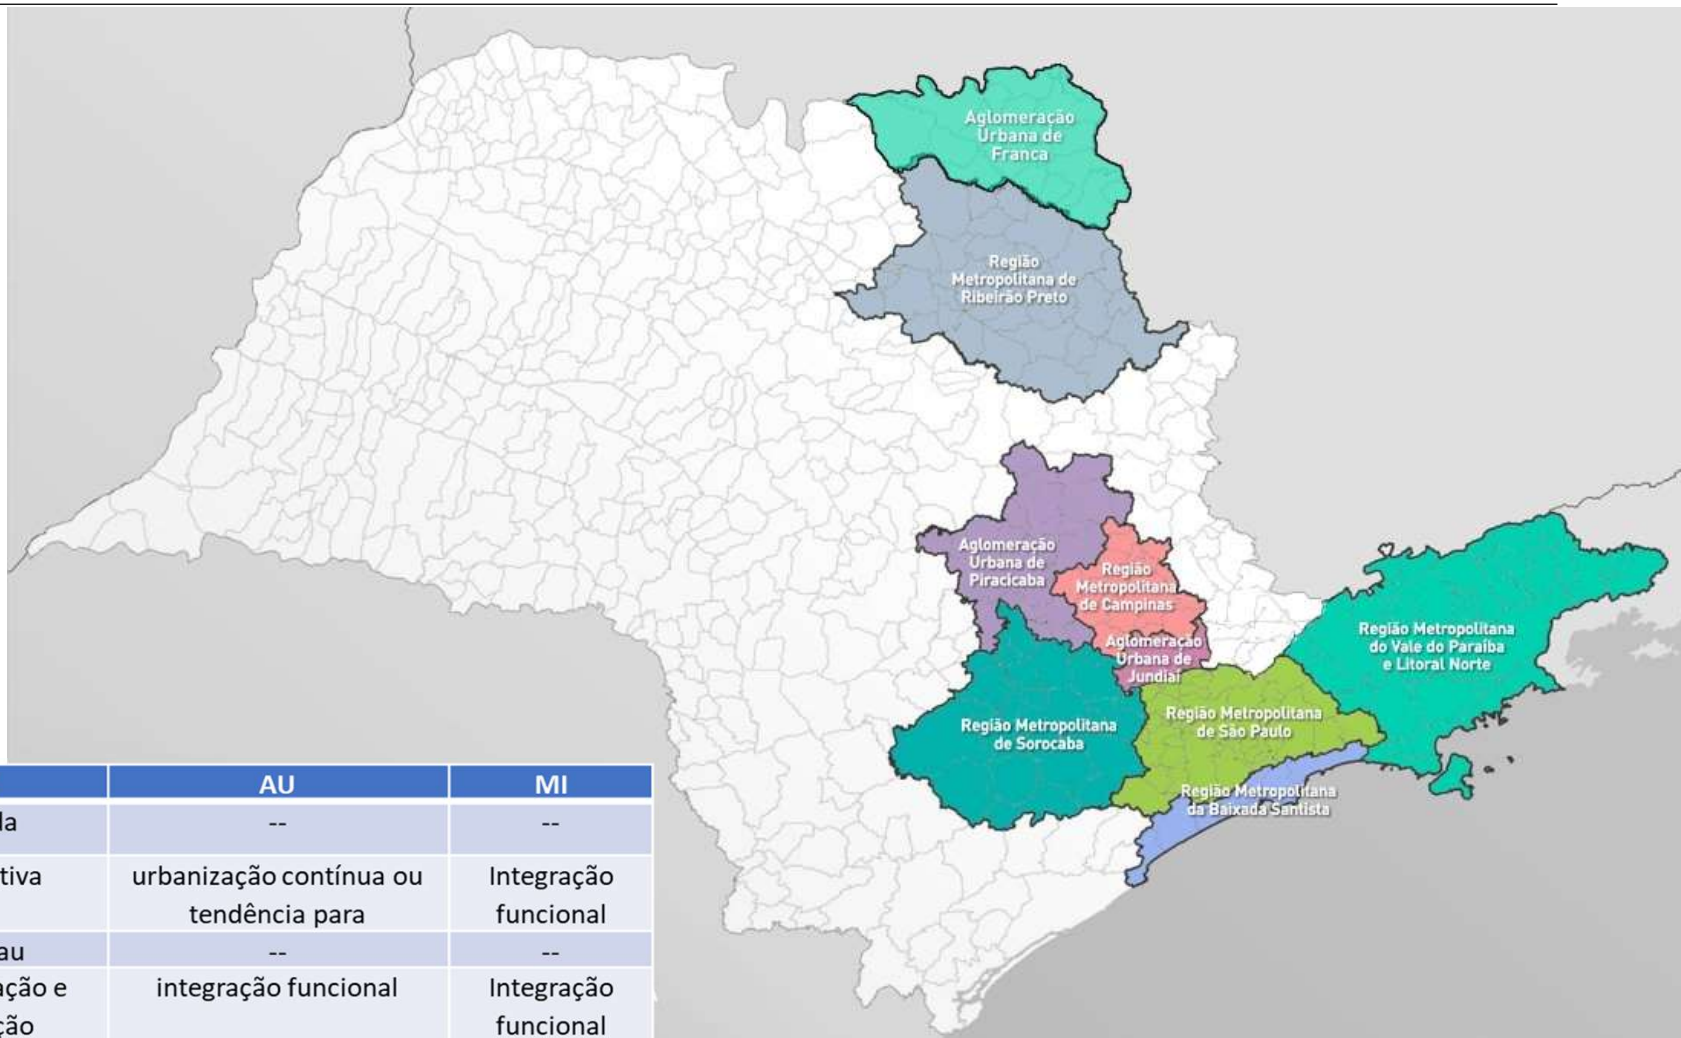 Aglomeração
Urbana de
Franca
Região
Metropolitana de
Ribeirão Preto
Aglomeração
Urbana de
Piracicaba
Região
Metropolitana
de Campinas
Aglomeração
Urbana de
Jundiaí
Região Metropolitana
do Vale do Paraíba
e Litoral Norte
Região Metropolitana
de São Paulo
Região Metropolitana
de Sorocaba
Região Metropolitana
da Baixada Santista
AU MI
la -- --
tiva urbanização contínua ou Integração
tendência para funcional
au -- --
ação e integração funcional Integração
ção funcional